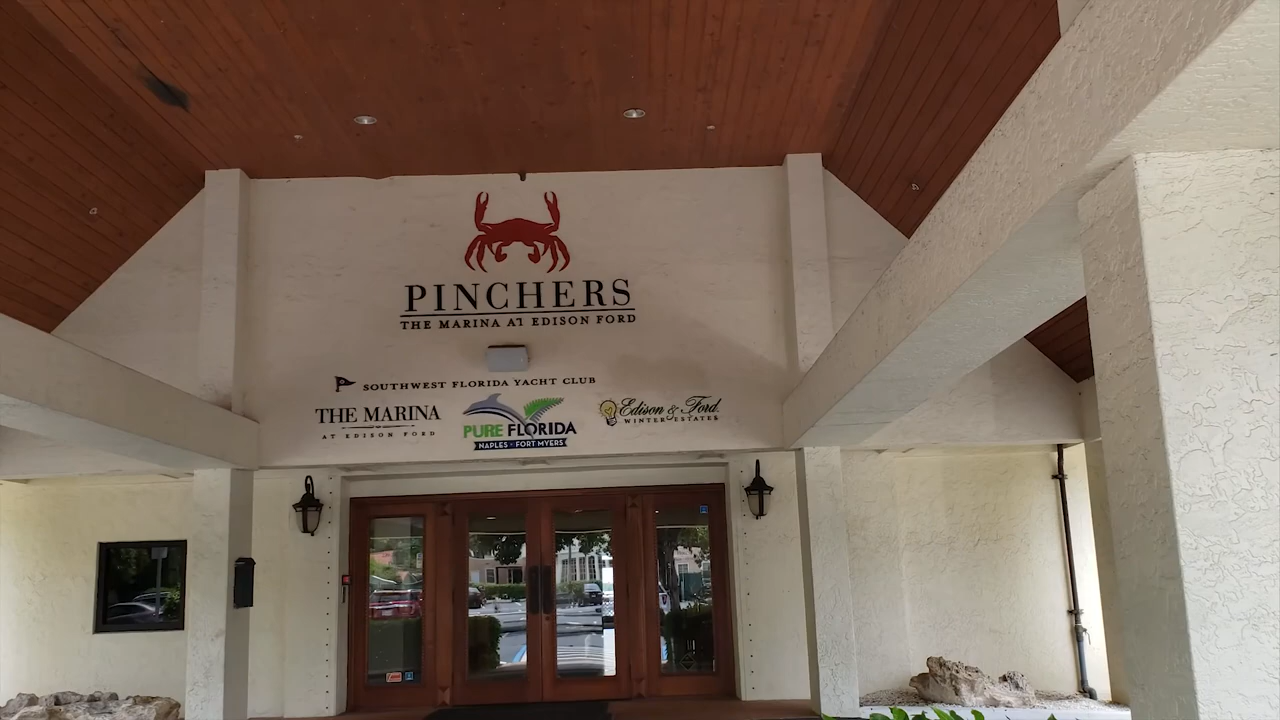 PINCHERS
THE MARINA AT EDISON FORD
SOUTHWEST FLORIDA YACHT CLUB
THE MARINA
AT EDISON FORD
PURE FLORIDA
NAPLES - FORT MYERS
Edison & Ford
WINTER ESTATES